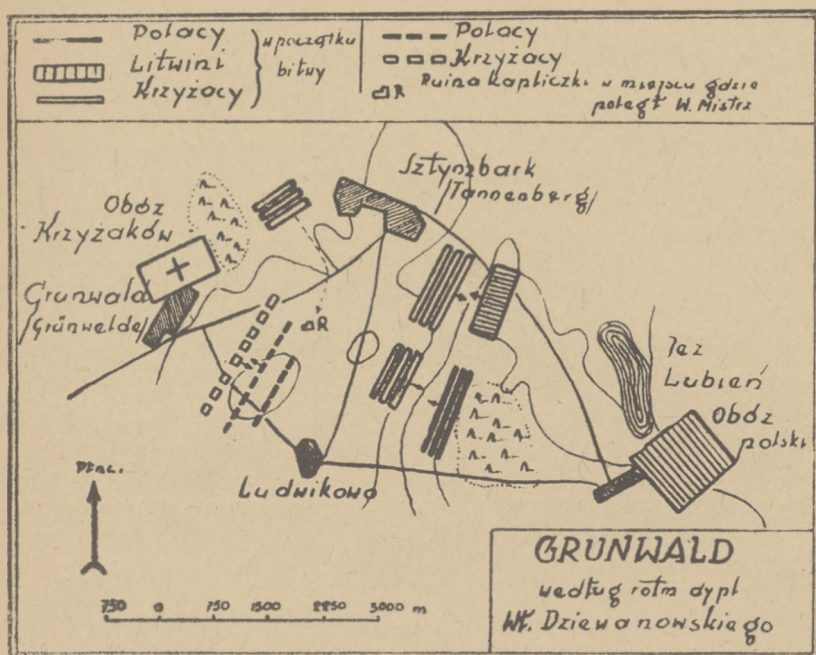 Polacy
Litwini
Krzyżacy
w początku
bitwy
Polacy
Krzyżacy
R Ruina kapliczki w miejscu gdzie
poległ W. Mistrz
Sztynbark
/Tannenberg/
Obóz
Krzyżaków
Grunwald
/Grünwelde/
R
Jez
Lubień
Obóz
polski
Ludwikowo
Płnc.
750 0 750 1500 2250 3000 m
GRUNWALD
według rotm dypl
Wł. Dziewanowskiego